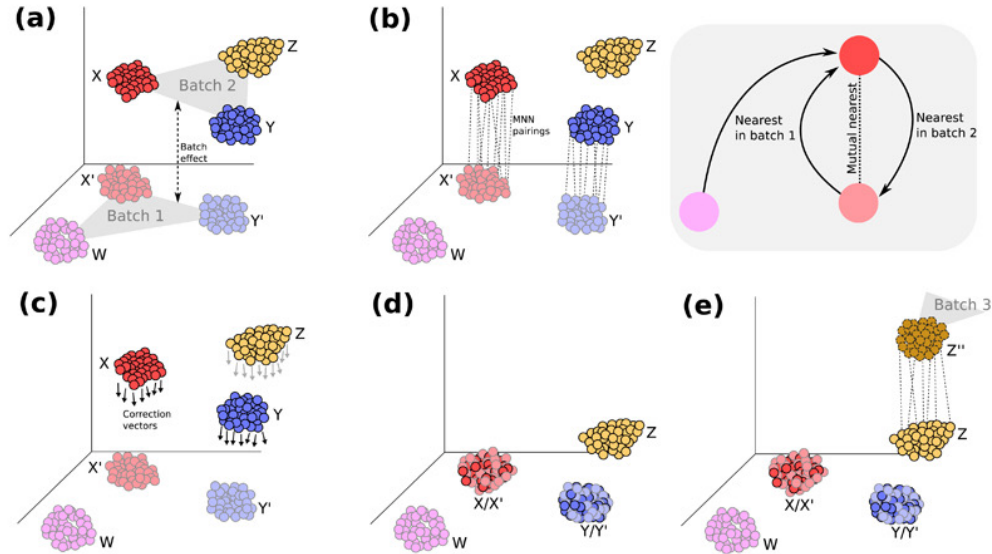 (a)
X
Z
Batch 2
Y
Batch
effect
X'
Batch 1
Y'
W
(b)
X
Z
MNN
pairings
Y
X'
Y'
W
Nearest
in batch 1
Mutual nearest
Nearest
in batch 2
(c)
X
Z
Y
Correction
vectors
X'
Y'
W
(d)
Z
X/X'
Y/Y'
W
(e)
Batch 3
Z''
Z
X/X'
Y/Y'
W